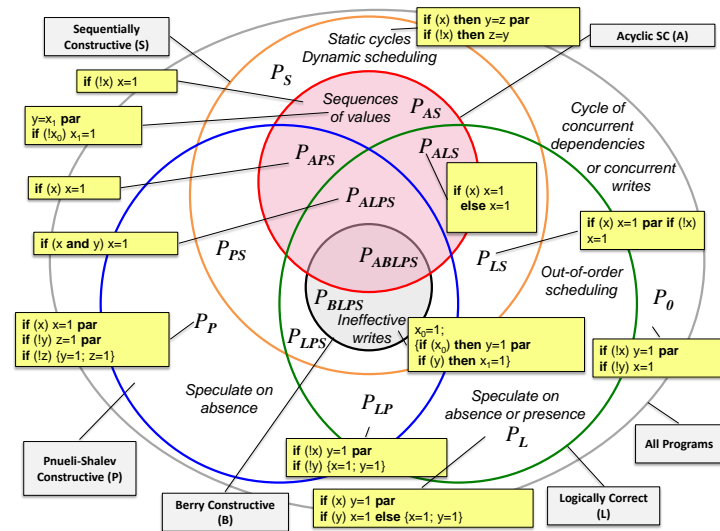 Sequentially
Constructive (S)
if (x) then y=z par
if (!x) then z=y
Acyclic SC (A)
Static cycles
Dynamic scheduling
P_S
if (!x) x=1
Sequences
of values
P_AS
y=x₁ par
if (!x₀) x₁=1
Cycle of
concurrent
dependencies
or concurrent
writes
P_APS
P_ALS
if (x) x=1
if (x) x=1
else x=1
P_ALPS
if (x) x=1 par if (!x)
x=1
if (x and y) x=1
P_PS
P_ABLPS
P_LS
Out-of-order
scheduling
P_BLPS
P_0
Ineffective
writes
if (x) x=1 par
if (!y) z=1 par
if (!z) {y=1; z=1}
P_P
P_LPS
x₀=1;
{if (x₀) then y=1 par
if (y) then x₁=1}
if (!x) y=1 par
if (!y) x=1
Speculate on
absence
P_LP
Speculate on
absence or presence
P_L
if (!x) y=1 par
if (!y) {x=1; y=1}
All Programs
Pnueli-Shalev
Constructive (P)
Berry Constructive
(B)
if (x) y=1 par
if (y) x=1 else {x=1; y=1}
Logically Correct
(L)